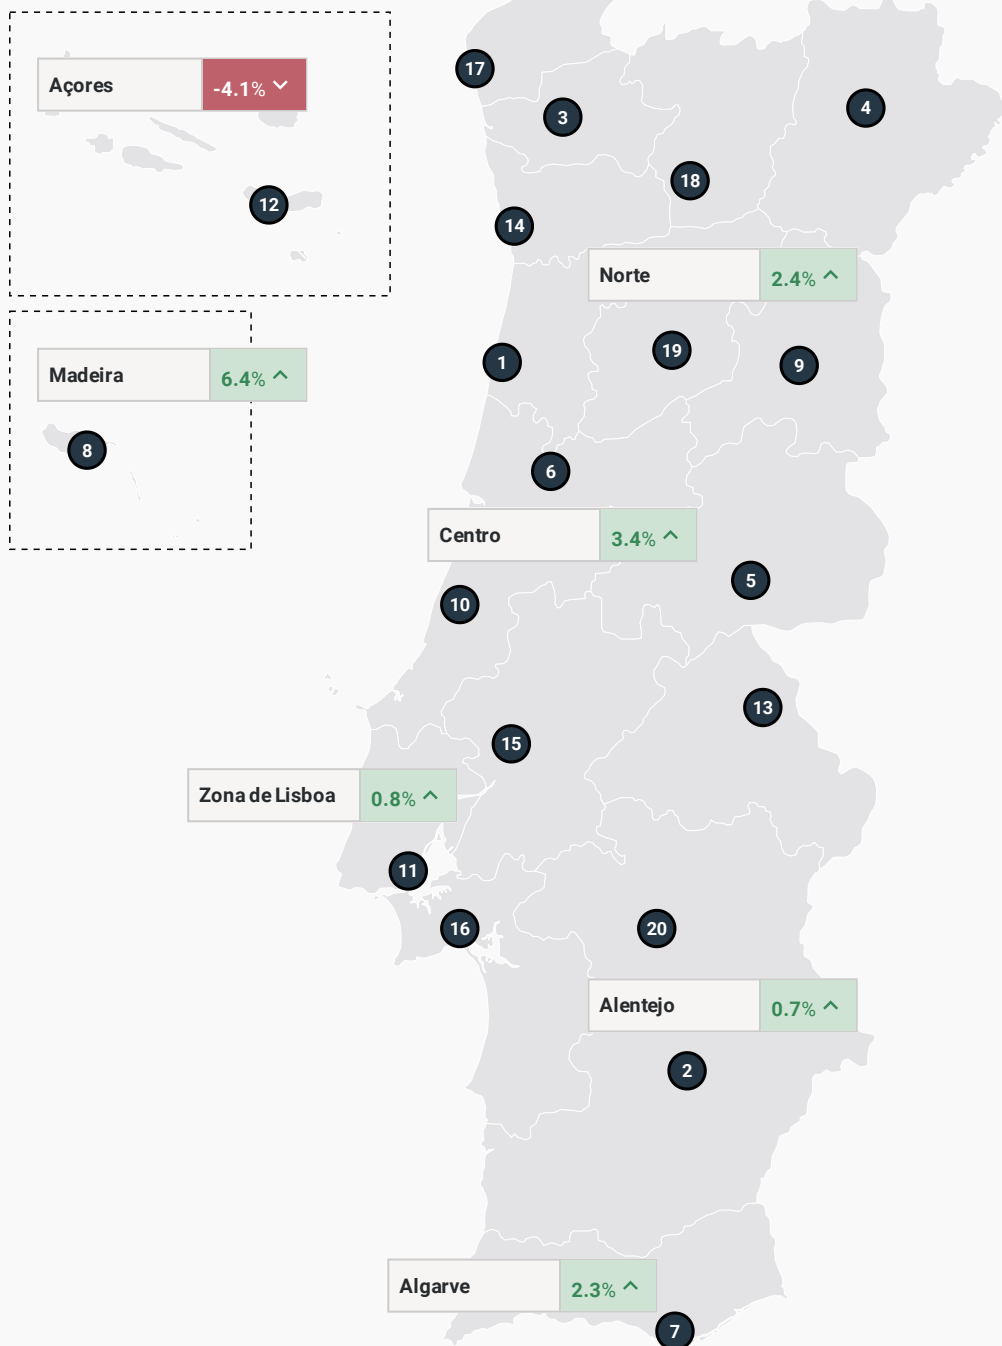 17
Açores -4.1%
4
3
18
12
14
Norte 2.4%
19
1
9
Madeira 6.4%
8
6
Centro 3.4%
5
10
13
15
Zona de Lisboa 0.8%
11
16
20
Alentejo 0.7%
2
Algarve 2.3%
7